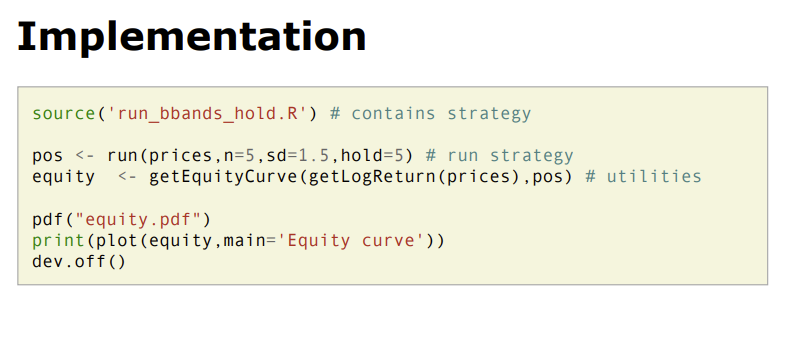 Implementation
source('run_bbands_hold.R') # contains strategy
pos <- run(prices,n=5,sd=1.5,hold=5) # run strategy
equity  <- getEquityCurve(getLogReturn(prices),pos) # utilities
pdf("equity.pdf")
print(plot(equity,main='Equity curve'))
dev.off()